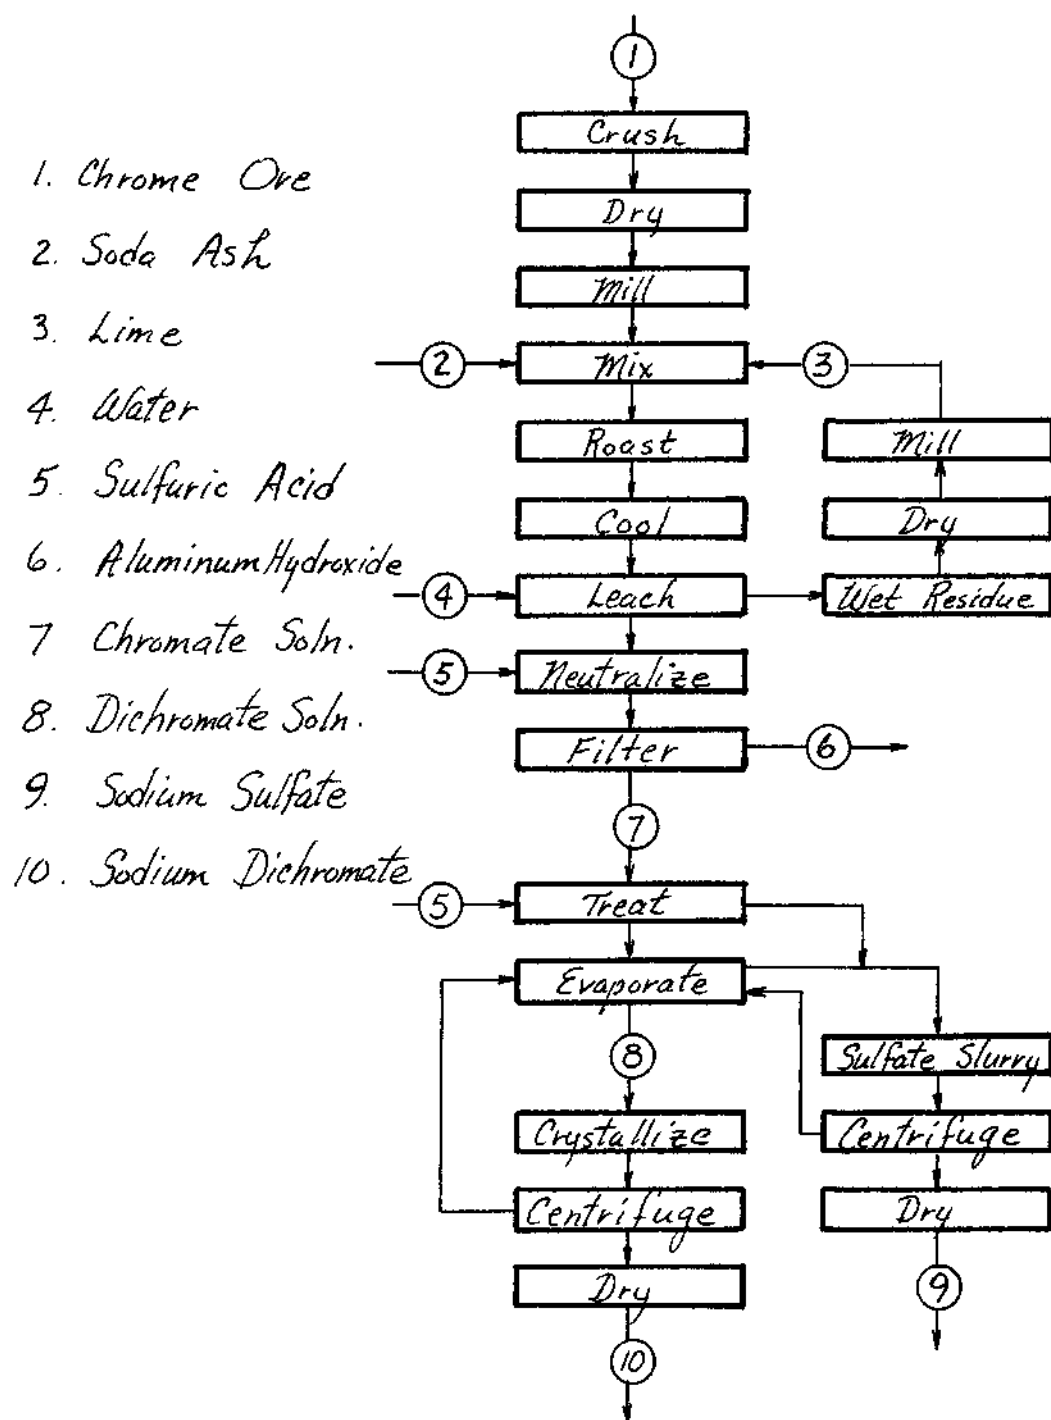 1. Chrome Ore
2. Soda Ash
3. Lime
4. Water
5. Sulfuric Acid
6. Aluminum Hydroxide
7 Chromate Soln.
8. Dichromate Soln.
9. Sodium Sulfate
10. Sodium Dichromate
1
Crush
Dry
Mill
2 Mix 3
Roast Mill
Cool Dry
4 Leach Wet Residue
5 Neutralize
Filter 6
7
5 Treat
Evaporate
8 Sulfate Slurry
Crystallize Centrifuge
Centrifuge Dry
Dry 9
10